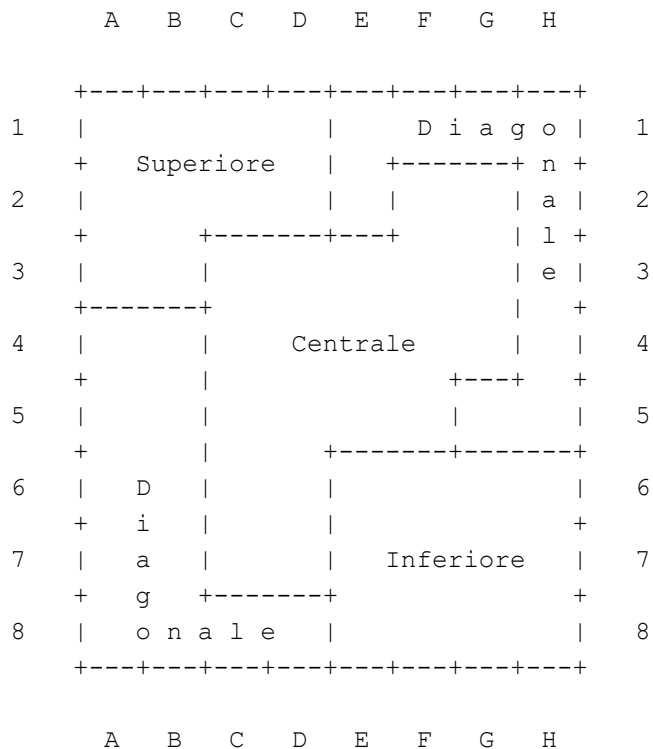 A B C D E F G H
+---+---+---+---+---+---+---+---+
1 | | D i a g o | 1
+ Superiore | +-------+ n +
2 | | | | a | 2
+ +-------+---+ | l +
3 | | | e | 3
+-------+ | +
4 | | Centrale | | 4
+ | +---+ +
5 | | | | 5
+ | +-------+-------+
6 | D | | | 6
+ i | | +
7 | a | | Inferiore | 7
+ g +-------+ +
8 | o n a l e | | 8
+---+---+---+---+---+---+---+---+
A B C D E F G H